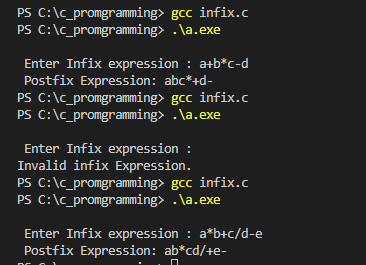 PS C:\c_promgramming> gcc infix.c
PS C:\c_promgramming> .\a.exe
Enter Infix expression : a+b*c-d
Postfix Expression: abc*+d-
PS C:\c_promgramming> gcc infix.c
PS C:\c_promgramming> .\a.exe
Enter Infix expression :
Invalid infix Expression.
PS C:\c_promgramming> gcc infix.c
PS C:\c_promgramming> .\a.exe
Enter Infix expression : a*b+c/d-e
Postfix Expression: ab*cd/+e-